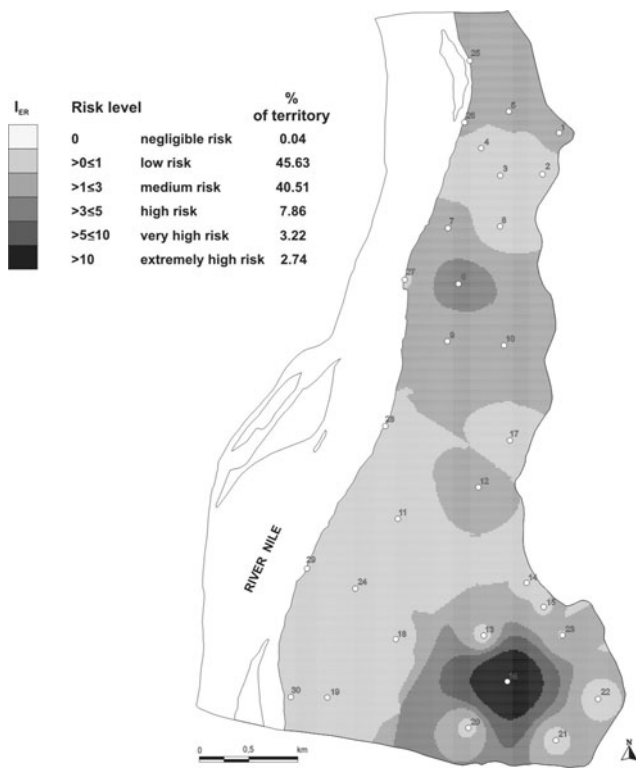 I_ER Risk level % of territory
0 negligible risk 0.04
>0≤1 low risk 45.63
>1≤3 medium risk 40.51
>3≤5 high risk 7.86
>5≤10 very high risk 3.22
>10 extremely high risk 2.74
25
5
26
1
4
3
2
7
8
27
6
9
10
28
17
12
11
RIVER NILE
29
24
14
15
13
23
18
30
19
22
20
21
0 0,5 km
N